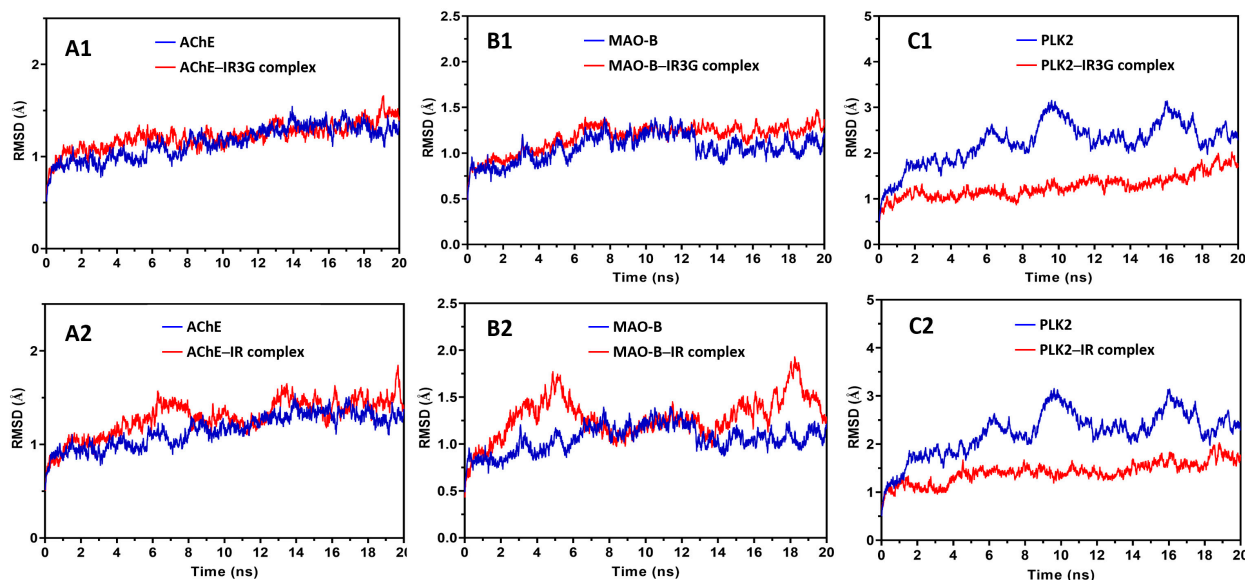 A1
AChE
AChE–IR3G complex
RMSD (Å)
2
1
0
0 2 4 6 8 10 12 14 16 18 20
Time (ns)
B1
MAO-B
MAO-B–IR3G complex
RMSD (Å)
2.5
2.0
1.5
1.0
0.5
0.0
0 2 4 6 8 10 12 14 16 18 20
Time (ns)
C1
PLK2
PLK2–IR3G complex
RMSD (Å)
5
4
3
2
1
0
0 2 4 6 8 10 12 14 16 18 20
Time (ns)
A2
AChE
AChE–IR complex
RMSD (Å)
2
1
0
0 2 4 6 8 10 12 14 16 18 20
Time (ns)
B2
MAO-B
MAO-B–IR complex
RMSD (Å)
2.5
2.0
1.5
1.0
0.5
0.0
0 2 4 6 8 10 12 14 16 18 20
Time (ns)
C2
PLK2
PLK2–IR complex
RMSD (Å)
5
4
3
2
1
0
0 2 4 6 8 10 12 14 16 18 20
Time (ns)